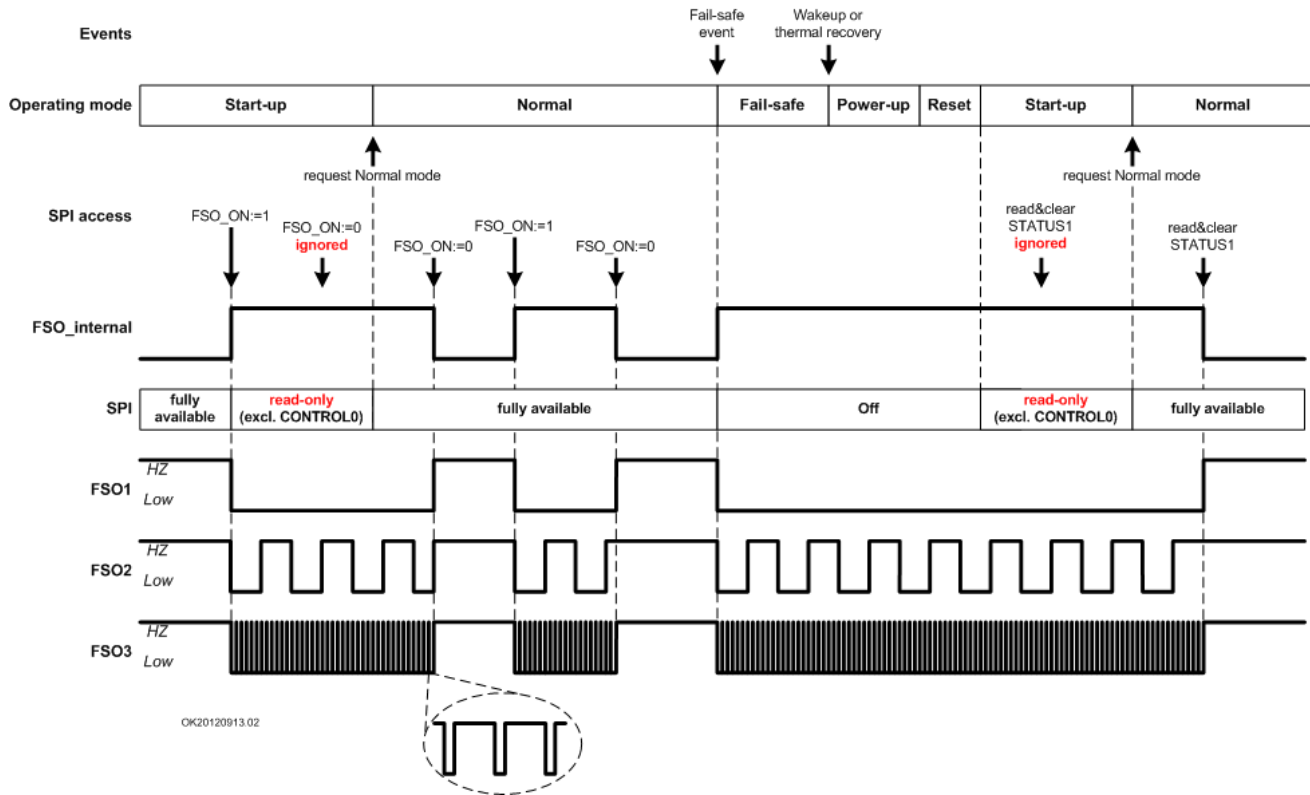 Events
Fail-safe
event
Wakeup or
thermal recovery
Operating mode
Start-up
Normal
Fail-safe
Power-up
Reset
Start-up
Normal
request Normal mode
request Normal mode
SPI access
FSO_ON:=1
FSO_ON:=0
ignored
FSO_ON:=0
FSO_ON:=1
FSO_ON:=0
read&clear
STATUS1
ignored
read&clear
STATUS1
FSO_internal
SPI
fully
available
read-only
(excl. CONTROL0)
fully available
Off
read-only
(excl. CONTROL0)
fully available
FSO1
HZ
Low
FSO2
HZ
Low
FSO3
HZ
Low
OK20120913.02